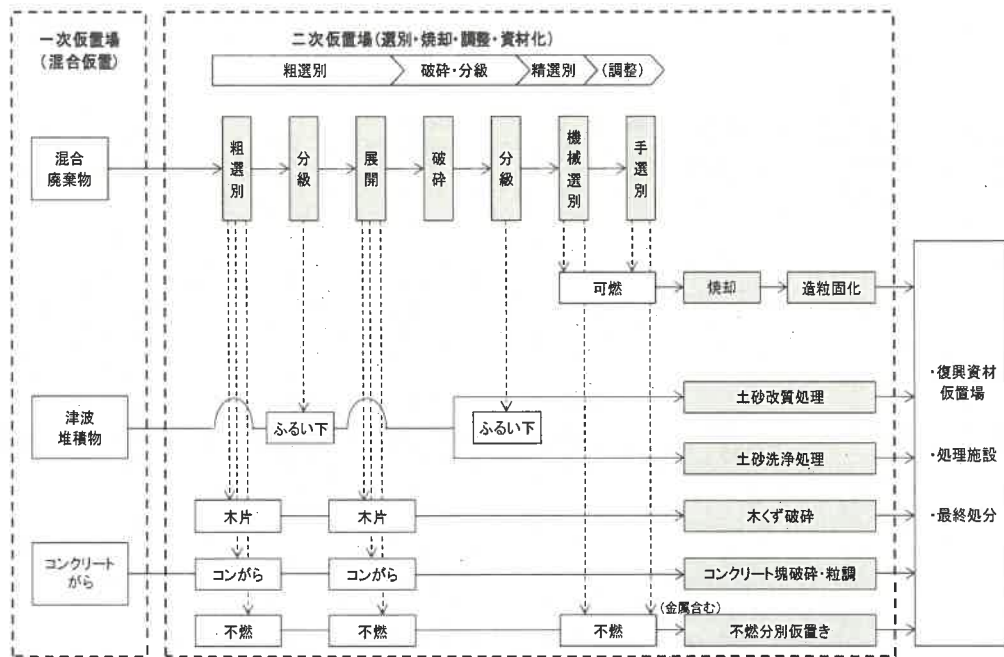 一次仮置場
(混合仮置)
二次仮置場(選別・焼却・調整・資材化)
粗選別
破砕・分級
精選別
(調整)
混合
廃棄物
粗選別
分級
展開
破砕
分級
機械選別
手選別
可燃
焼却
造粒固化
津波
堆積物
ふるい下
ふるい下
土砂改質処理
土砂洗浄処理
・復興資材
仮置場
・処理施設
・最終処分
木片
木片
木くず破砕
コンクリート
がら
コンがら
コンがら
コンクリート塊破砕・粒調
(金属含む)
不燃
不燃
不燃
不燃分別仮置き